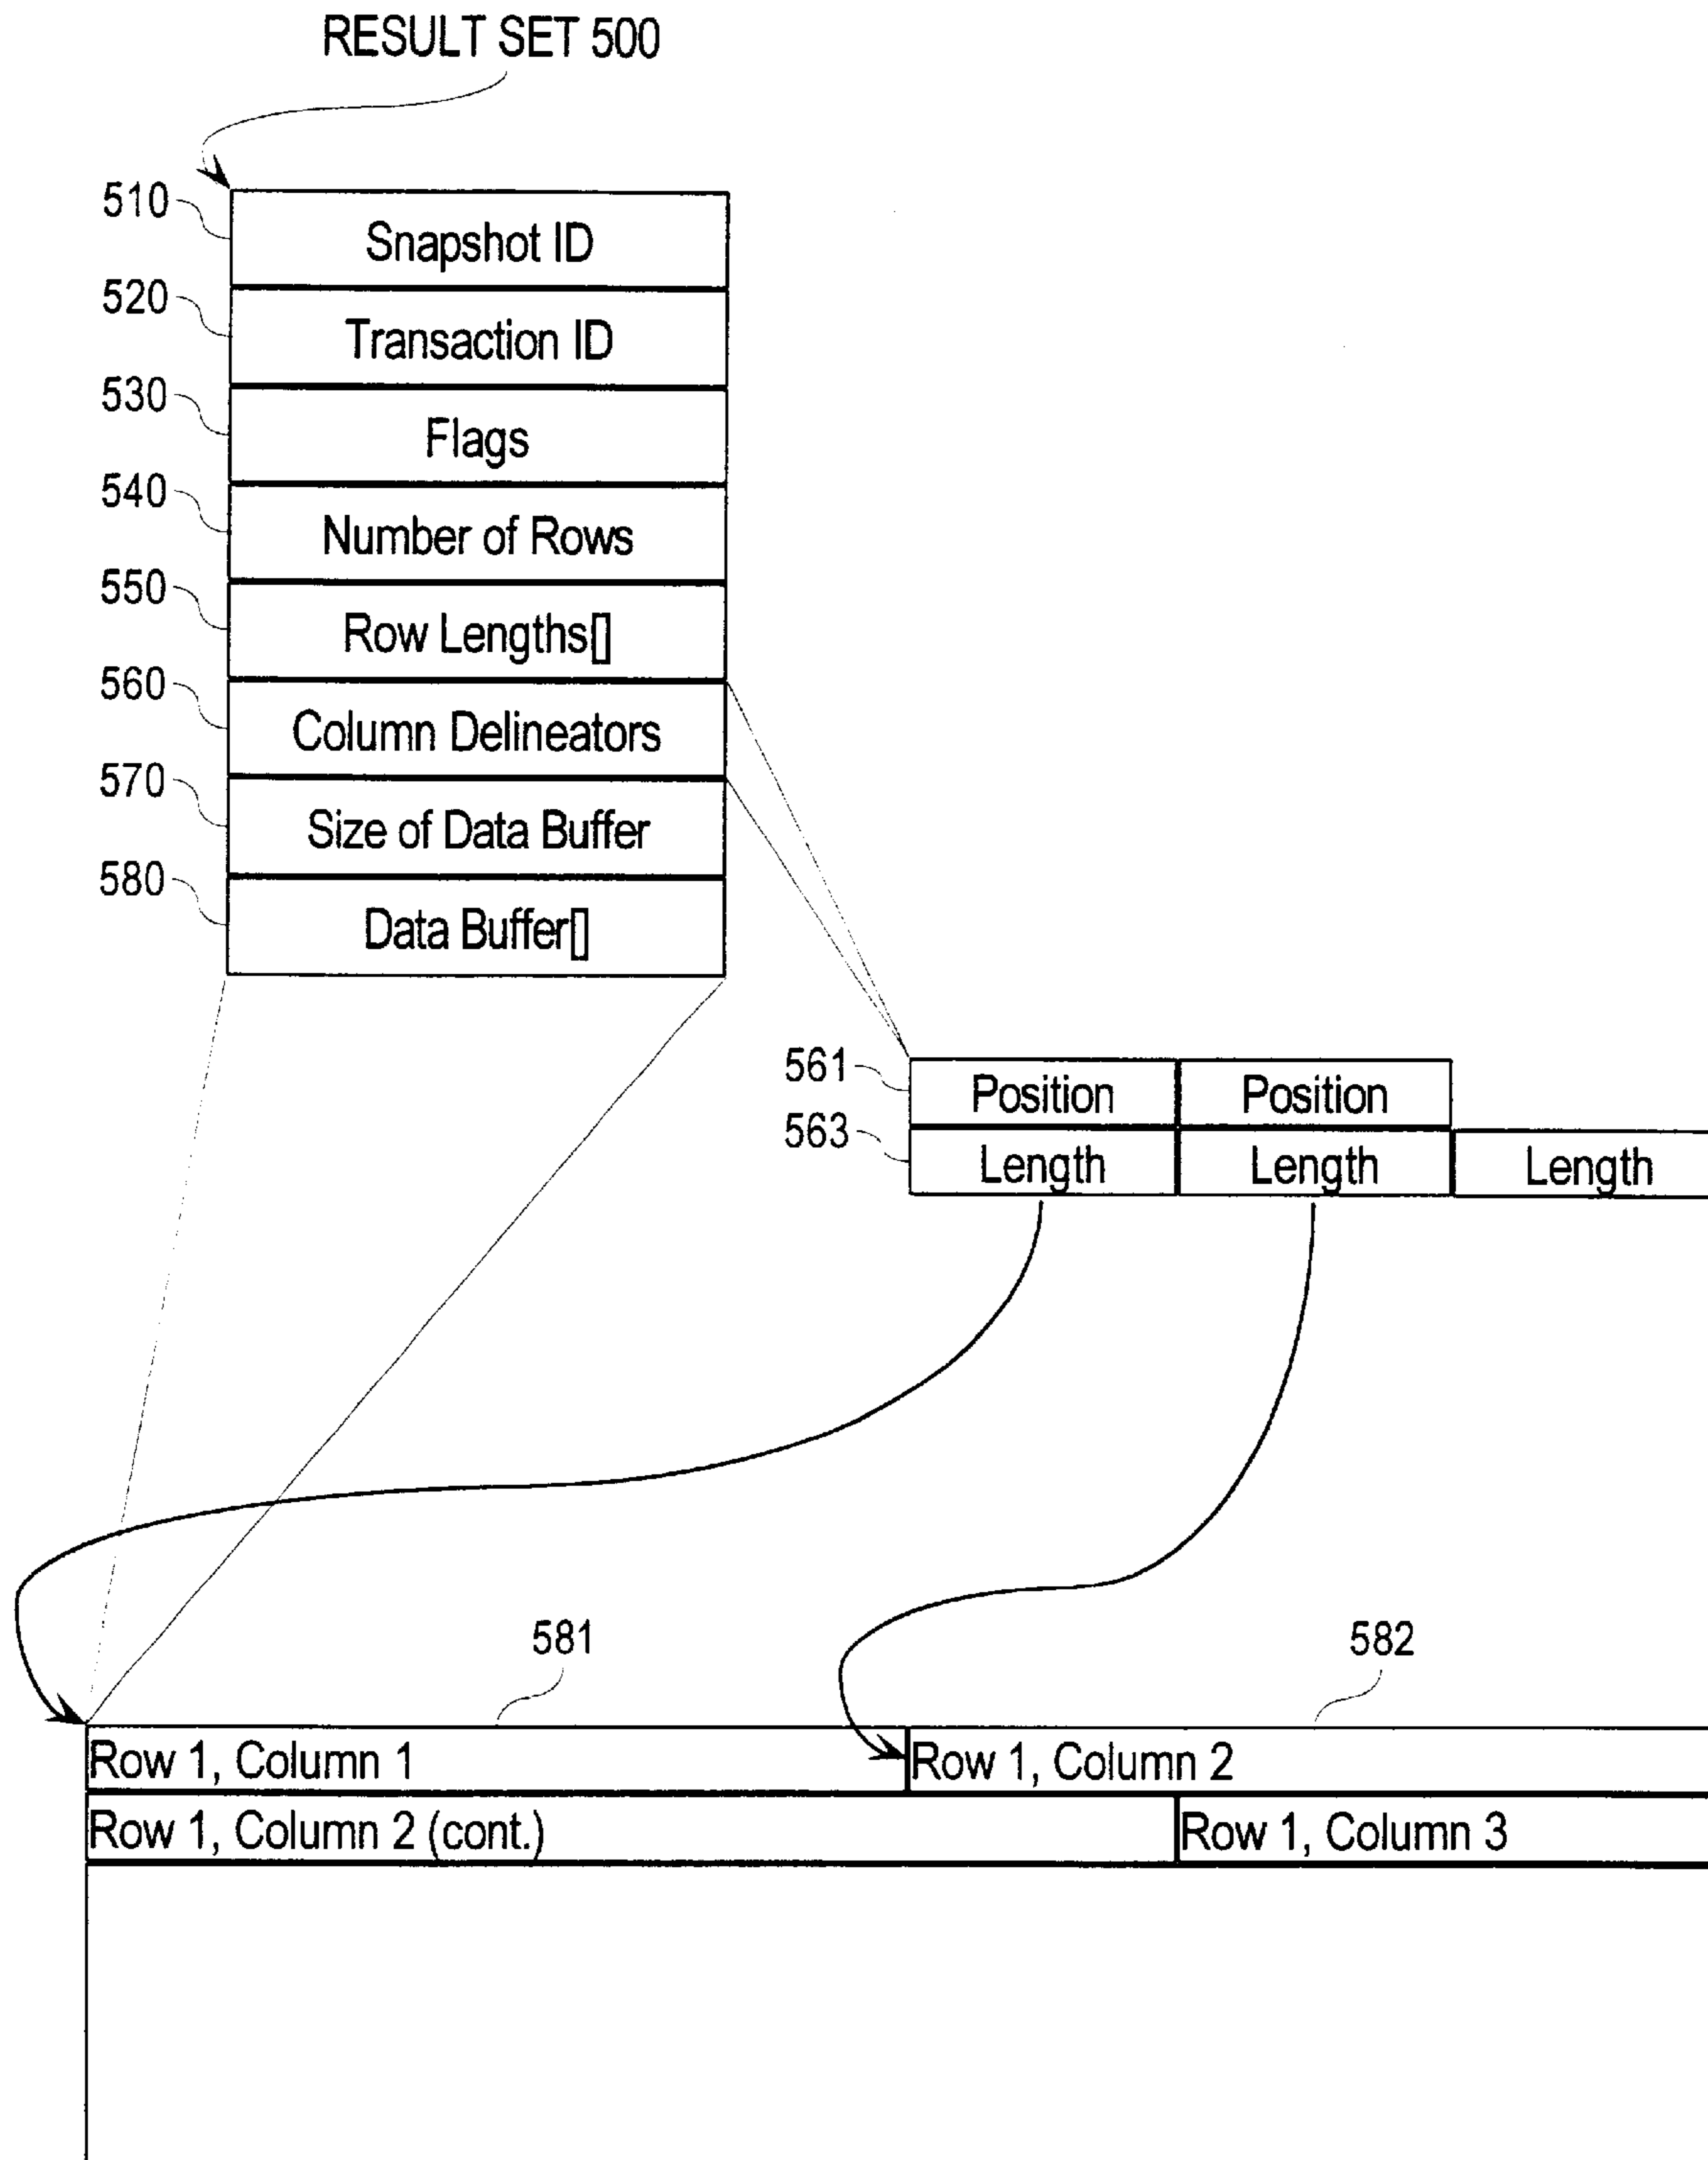 RESULT SET 500
510
Snapshot ID
520
Transaction ID
530
Flags
540
Number of Rows
550
Row Lengths[]
560
Column Delineators
570
Size of Data Buffer
580
Data Buffer[]
561
Position Position
563
Length Length Length
581 582
Row 1, Column 1 Row 1, Column 2
Row 1, Column 2 (cont.) Row 1, Column 3